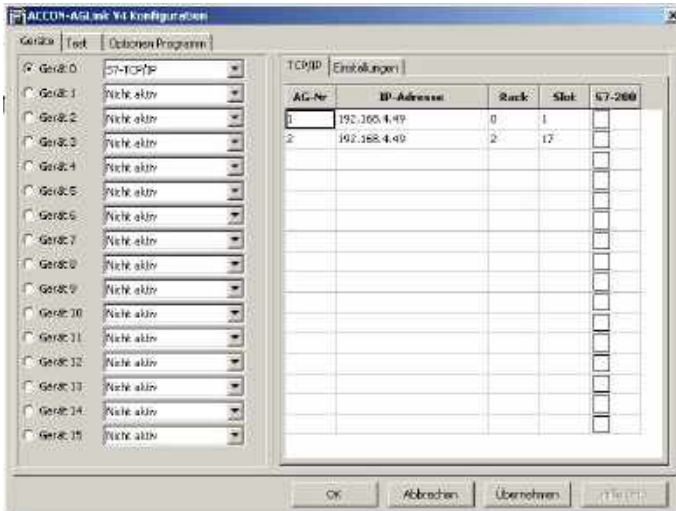 ACCON-AGLink V4 Konfiguration
Geräte Test Optionen Programm
Gerät 0 S7-TCP/IP
Gerät 1 Nicht aktiv
Gerät 2 Nicht aktiv
Gerät 3 Nicht aktiv
Gerät 4 Nicht aktiv
Gerät 5 Nicht aktiv
Gerät 6 Nicht aktiv
Gerät 7 Nicht aktiv
Gerät 8 Nicht aktiv
Gerät 9 Nicht aktiv
Gerät 10 Nicht aktiv
Gerät 11 Nicht aktiv
Gerät 12 Nicht aktiv
Gerät 13 Nicht aktiv
Gerät 14 Nicht aktiv
Gerät 15 Nicht aktiv
TCP/IP Einstellungen
AG-Nr IP-Adresse Rack Slot S7-200
1 192.168.4.49 0 1
2 192.168.4.49 2 17
OK Abbrechen Übernehmen